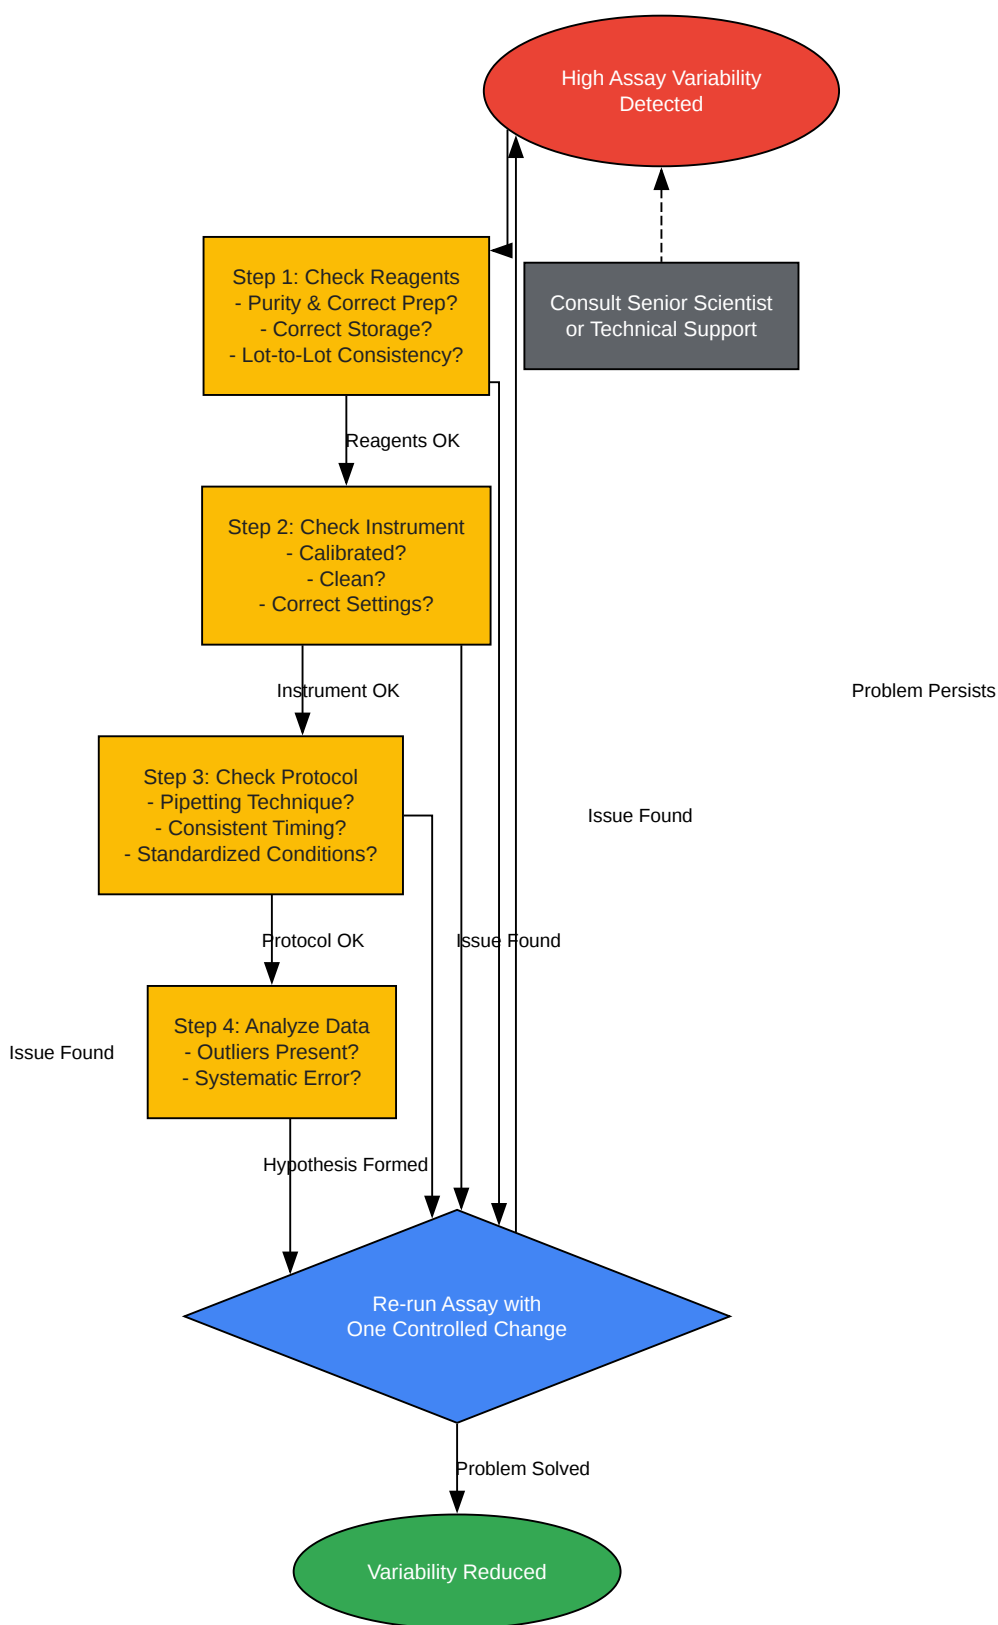 High Assay Variability
Detected
Step 1: Check Reagents
- Purity & Correct Prep?
- Correct Storage?
- Lot-to-Lot Consistency?
Consult Senior Scientist
or Technical Support
Reagents OK
Step 2: Check Instrument
- Calibrated?
- Clean?
- Correct Settings?
Instrument OK
Problem Persists
Step 3: Check Protocol
- Pipetting Technique?
- Consistent Timing?
- Standardized Conditions?
Issue Found
Protocol OK
Issue Found
Step 4: Analyze Data
- Outliers Present?
- Systematic Error?
Issue Found
Hypothesis Formed
Re-run Assay with
One Controlled Change
Problem Solved
Variability Reduced